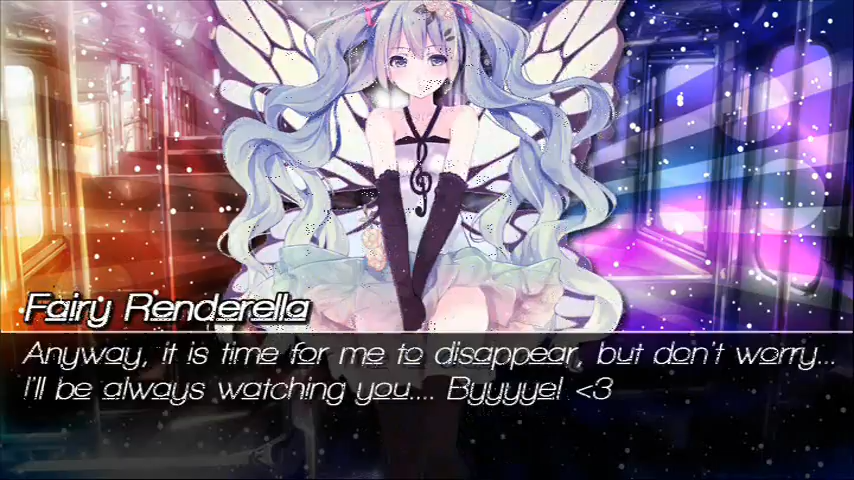 Fairy Renderella
Anyway, it is time for me to disappear, but don't worry...
I'll be always watching you.... Byyyye! <3